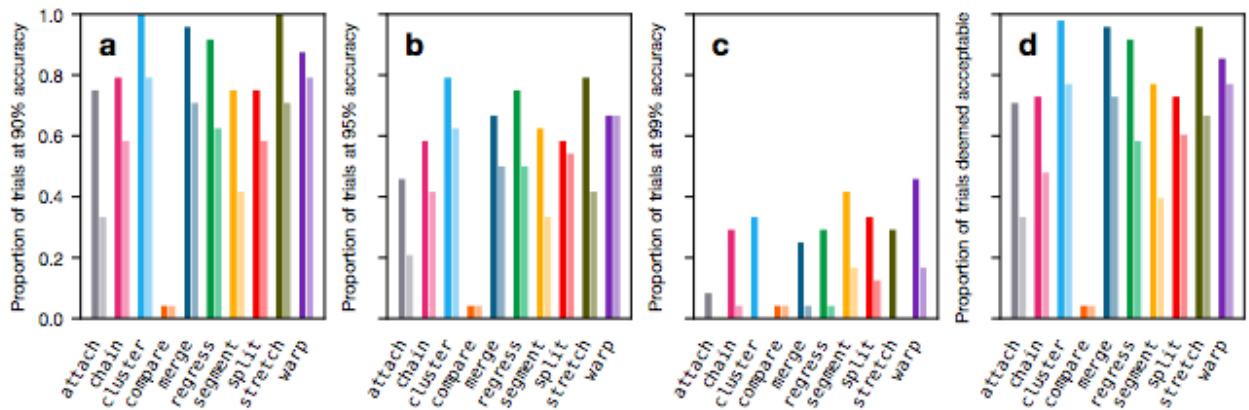 Proportion of trials at 90% accuracy
1.0
0.8
0.6
0.4
0.2
0.0
a
attach
chain
cluster
compare
merge
regress
segment
split
stretch
warp
Proportion of trials at 95% accuracy
b
attach
chain
cluster
compare
merge
regress
segment
split
stretch
warp
Proportion of trials at 99% accuracy
c
attach
chain
cluster
compare
merge
regress
segment
split
stretch
warp
Proportion of trials deemed acceptable
d
attach
chain
cluster
compare
merge
regress
segment
split
stretch
warp